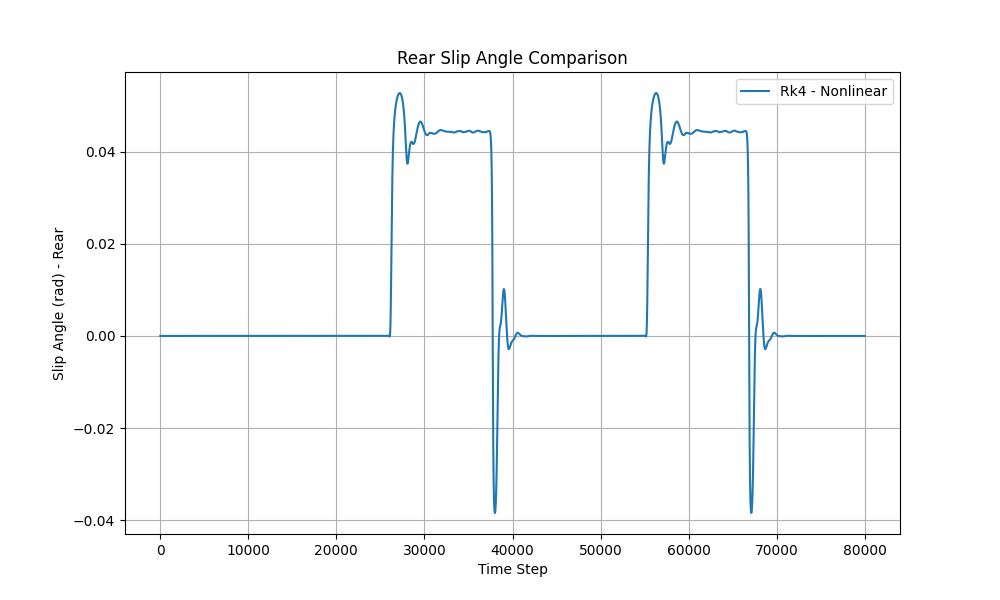 Rear Slip Angle Comparison
Rk4 - Nonlinear
Slip Angle (rad) - Rear
0.04
0.02
0.00
−0.02
−0.04
0 10000 20000 30000 40000 50000 60000 70000 80000
Time Step